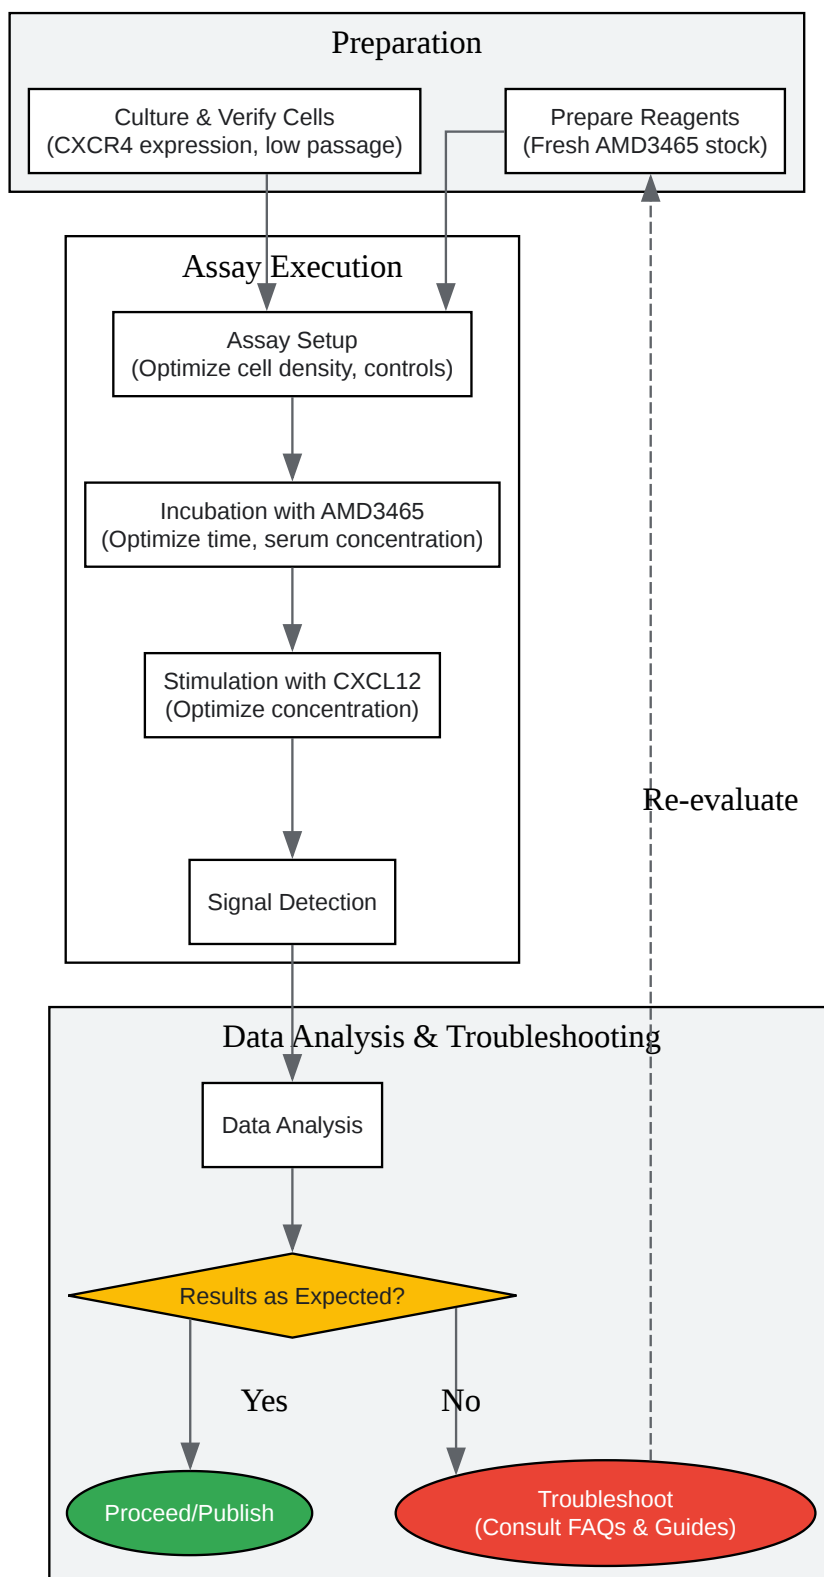 Preparation
Culture & Verify Cells
(CXCR4 expression, low passage)
Prepare Reagents
(Fresh AMD3465 stock)
Assay Execution
Assay Setup
(Optimize cell density, controls)
Incubation with AMD3465
(Optimize time, serum concentration)
Stimulation with CXCL12
(Optimize concentration)
Re-evaluate
Signal Detection
Data Analysis & Troubleshooting
Data Analysis
Results as Expected?
Yes
No
Proceed/Publish
Troubleshoot
(Consult FAQs & Guides)